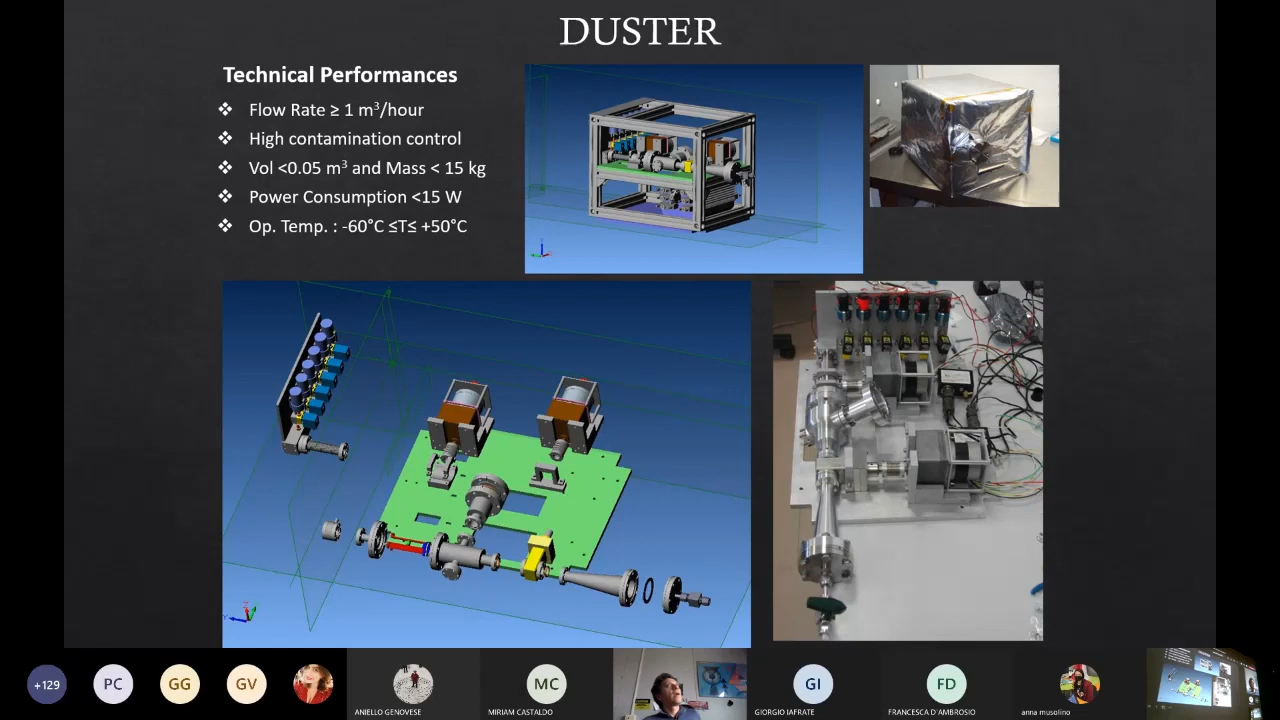 DUSTER
Technical Performances
❖ Flow Rate ≥ 1 m³/hour
❖ High contamination control
❖ Vol <0.05 m³ and Mass < 15 kg
❖ Power Consumption <15 W
❖ Op. Temp. : -60°C ≤T≤ +50°C
+129
PC
GG
GV
ANIELLO GENOVESE
MC
MIRIAM CASTALDO
GI
GIORGIO IAFRATE
FD
FRANCESCA D'AMBROSIO
anna musolino